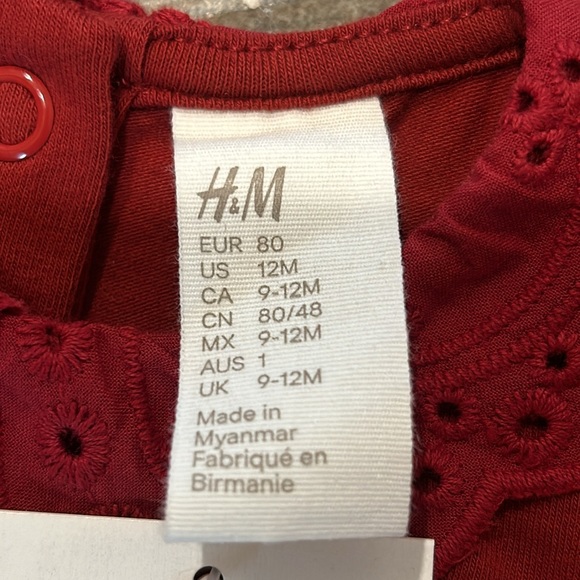 H&M
EUR 80
US 12M
CA 9-12M
CN 80/48
MX 9-12M
AUS 1
UK 9-12M
Made in
Myanmar
Fabriqué en
Birmanie